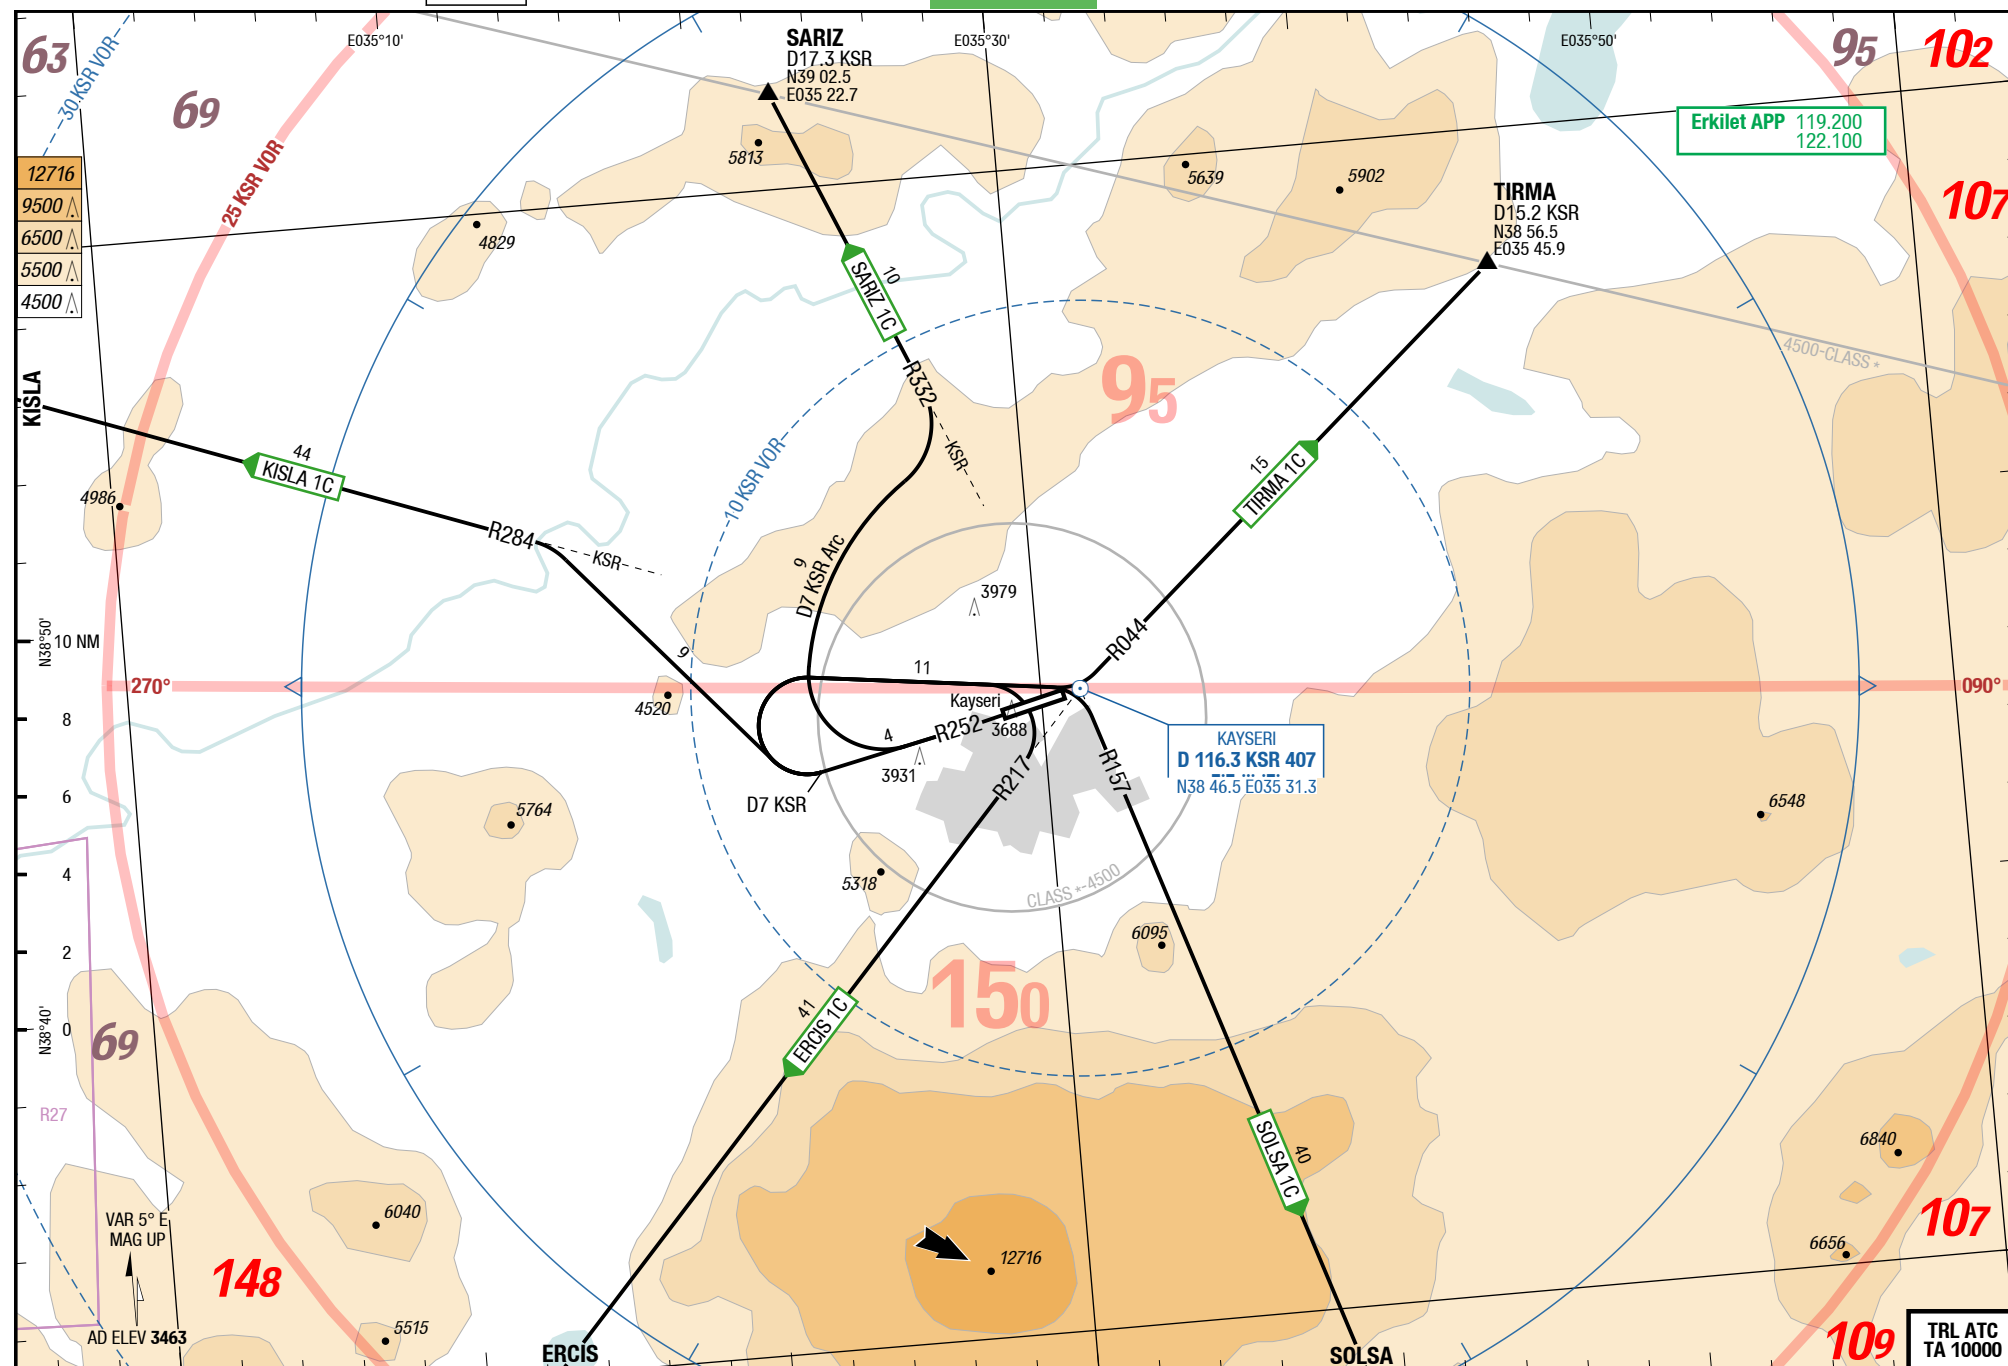 63
E035°10'
SARIZ
D17.3 KSR
N39 02.5
E035 22.7
E035°30'
E035°50'
95
102
30 KSR VOR
69
25 KSR VOR
Erkilet APP 119.200
122.100
12716
9500
6500
5500
4500
5813
5639
5902
TIRMA
D15.2 KSR
N38 56.5
E035 45.9
107
4829
10
SARIZ 1C
R332
KSR
95
4500-CLASS *
KISLA
44
KISLA 1C
4986
R284
KSR
10 KSR VOR
15
TIRMA 1C
9
D7 KSR Arc
3979
R044
N38°50'
10 NM
9
11
270°
090°
4520
Kayseri
3688
4
R252
3931
D7 KSR
R217
R157
KAYSERI
D 116.3 KSR 407
N38 46.5 E035 31.3
8
6
4
2
0
5764
5318
CLASS *-4500
6548
6095
150
N38°40'
69
41
ERCIS 1C
R27
SOLSA 1C
40
6840
6040
VAR 5° E
MAG UP
148
12716
107
6656
AD ELEV 3463
5515
ERCIS
SOLSA
109
TRL ATC
TA 10000